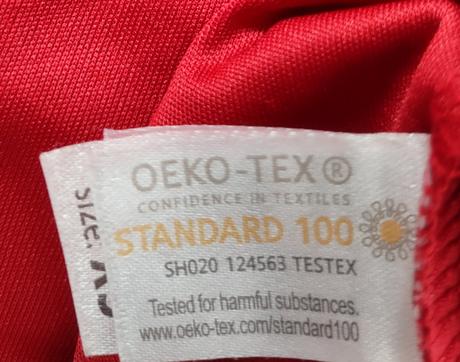 OEKO-TEX®
CONFIDENCE IN TEXTILES
STANDARD 100
SH020 124563 TESTEX
Tested for harmful substances.
www.oeko-tex.com/standard100